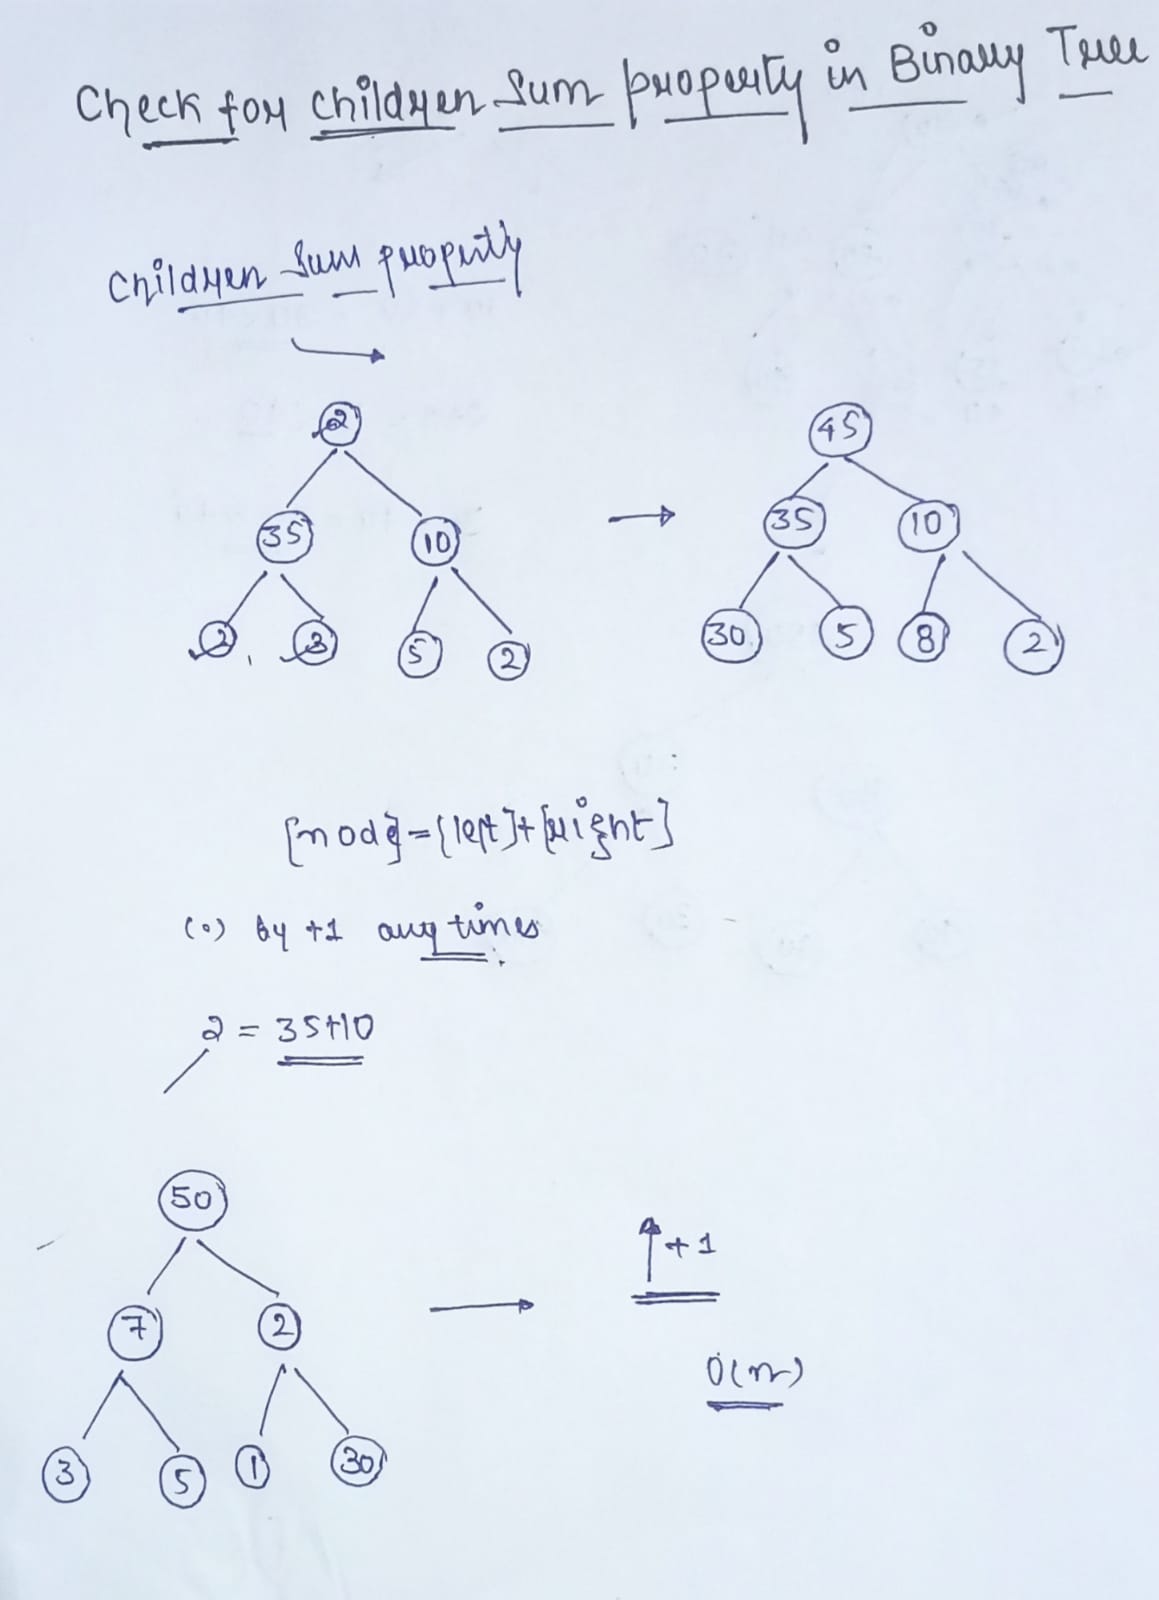 Check for children Sum property in Binary Tree
Children Sum property
2 45
35 10 35 10
2 3 5 2 30 5 8 2
[node]=[left]+[right]
(o) by +1 any times
2 = 35+10
50
+1
7 2
O(n)
3 5 1 30